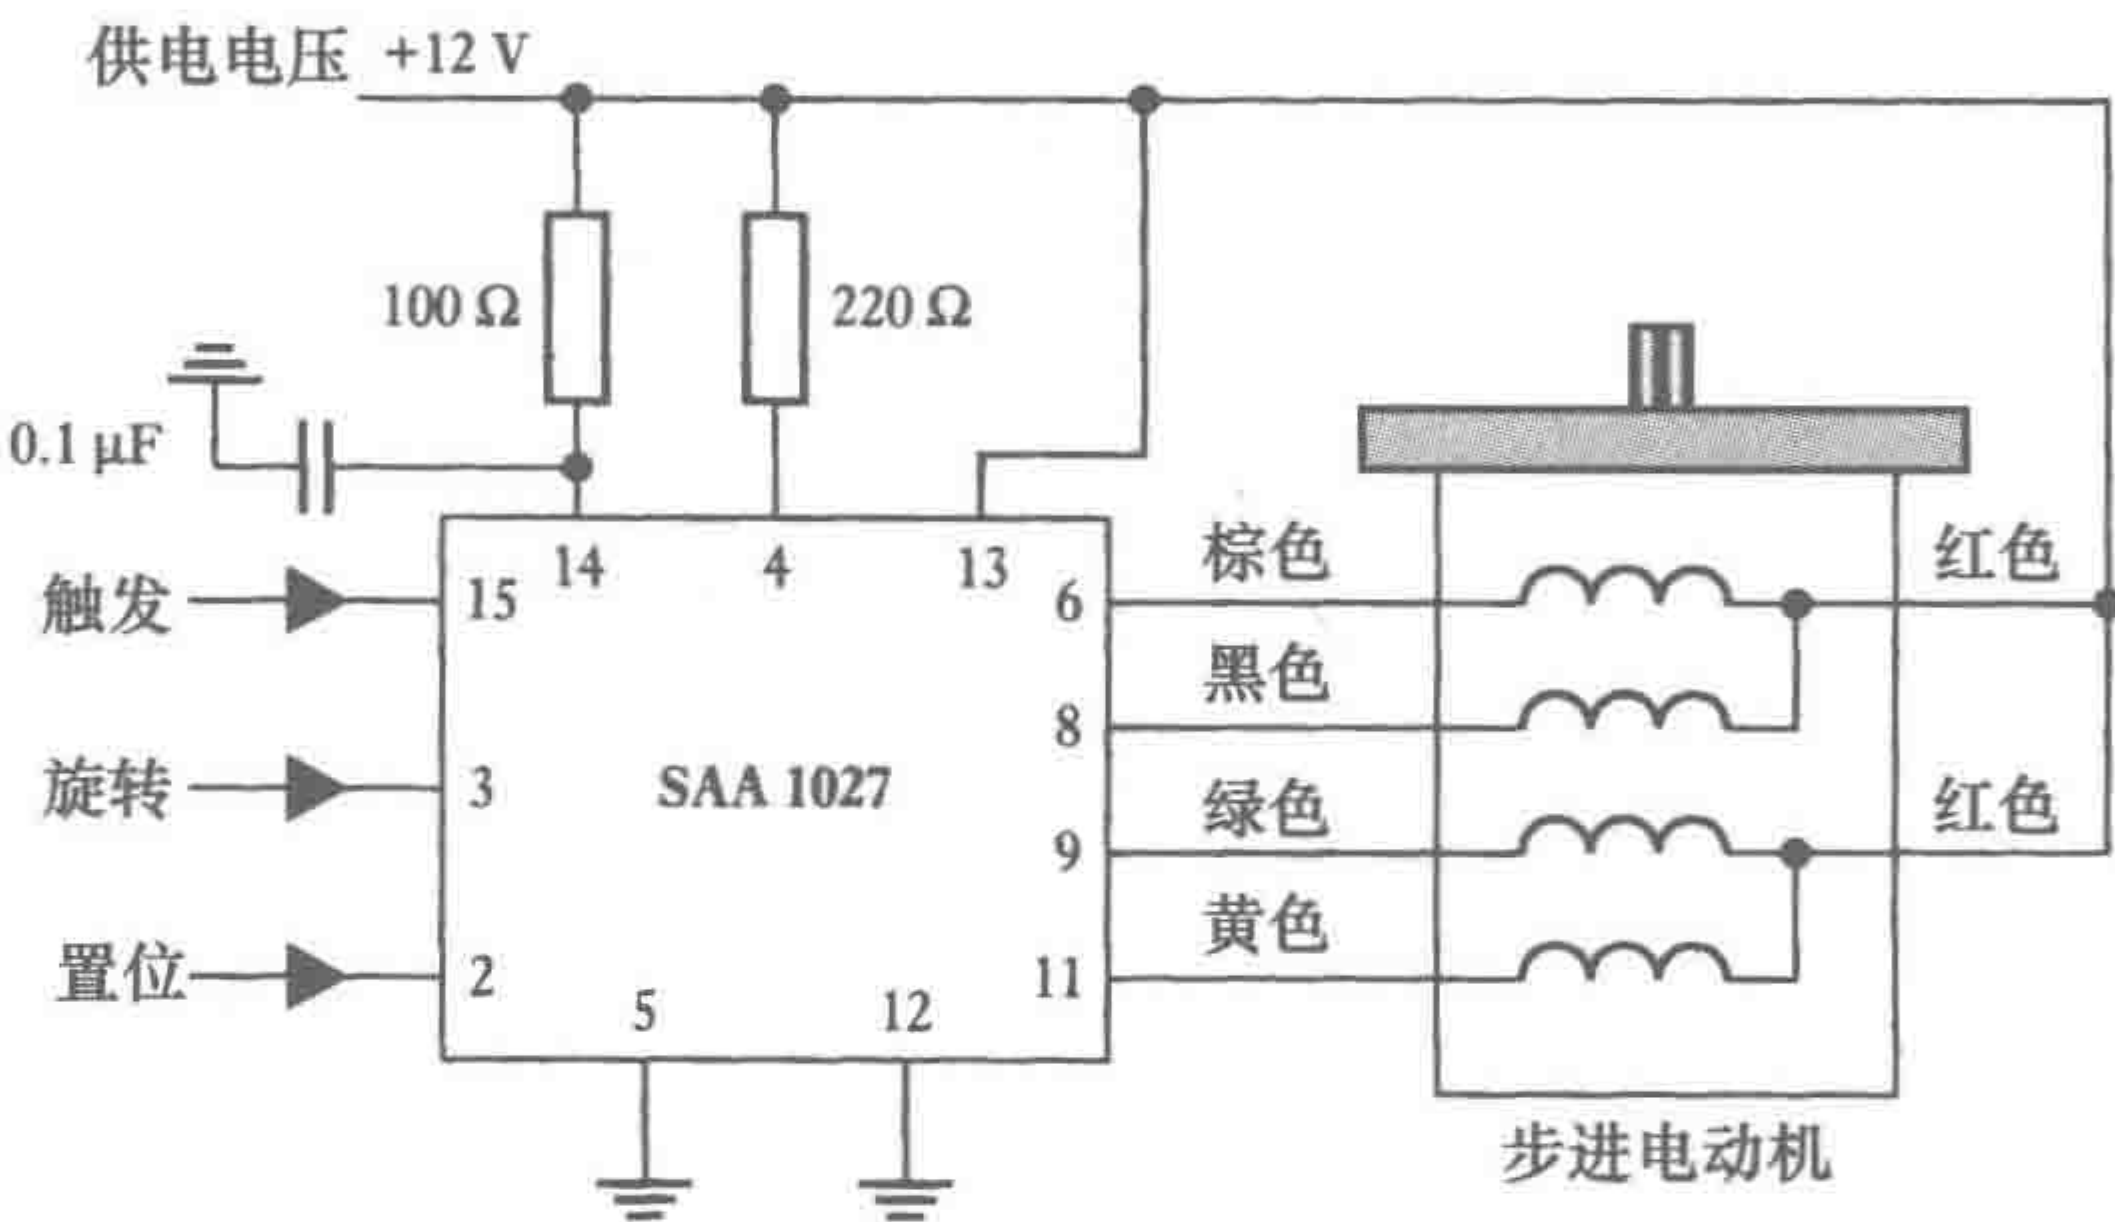 供电电压 +12 V
100 Ω
220 Ω
0.1 μF
14
4
13
触发
15
旋转
3
置位
2
SAA 1027
5
12
6
棕色
红色
8
黑色
9
绿色
红色
11
黄色
步进电动机